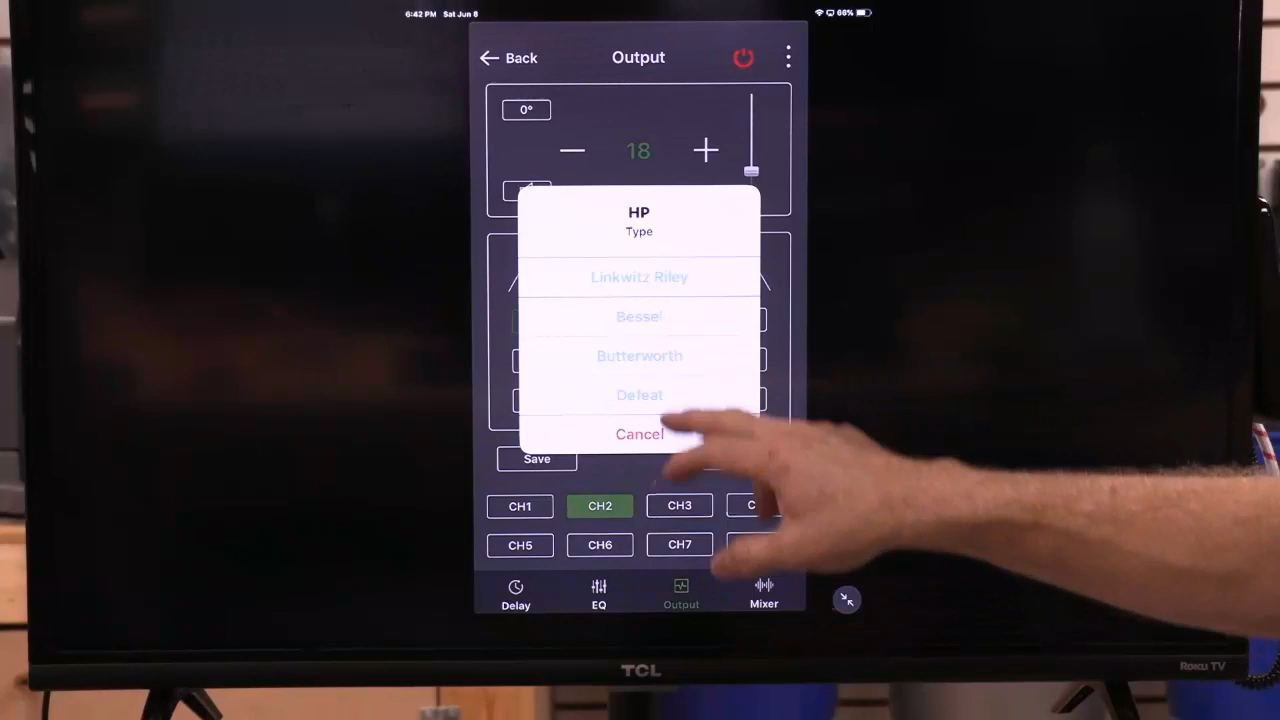 6:42 PM Sat Jun 8
66%
Back
Output
0°
18
HP
Type
Linkwitz Riley
Bessel
Butterworth
Defeat
Cancel
Save
CH1
CH2
CH3
C
CH5
CH6
CH7
Delay
EQ
Output
Mixer
TCL
Roku TV